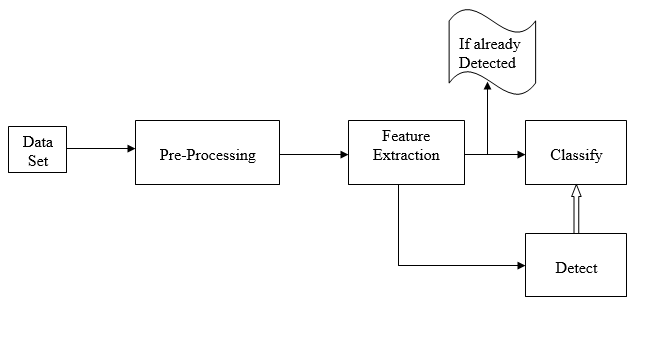 If already
Detected
Data
Set
Pre-Processing
Feature
Extraction
Classify
Detect